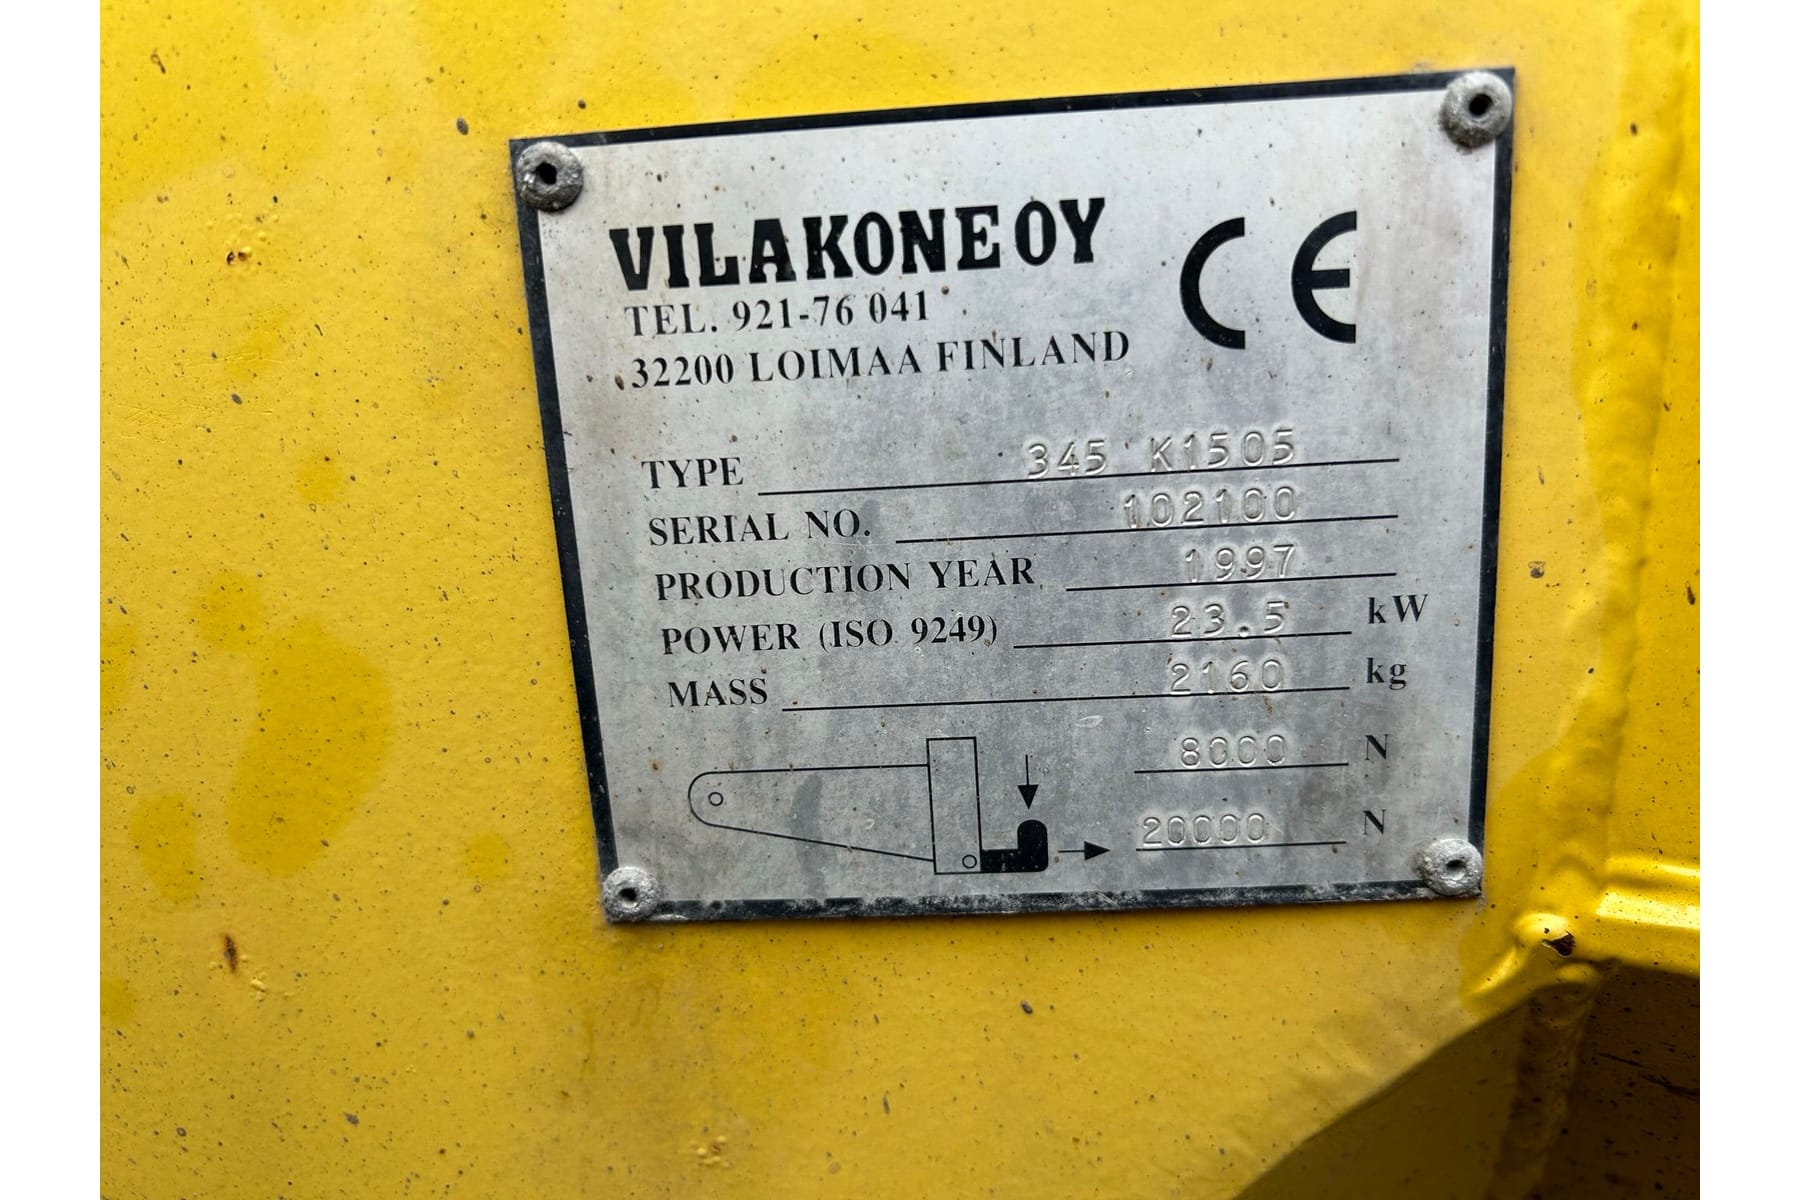 VILAKONE OY
CE
TEL. 921-76 041
32200 LOIMAA FINLAND
TYPE 345 K1505
SERIAL NO. 102100
PRODUCTION YEAR 1997
POWER (ISO 9249) 23.5 kW
MASS 2160 kg
8000 N
20000 N